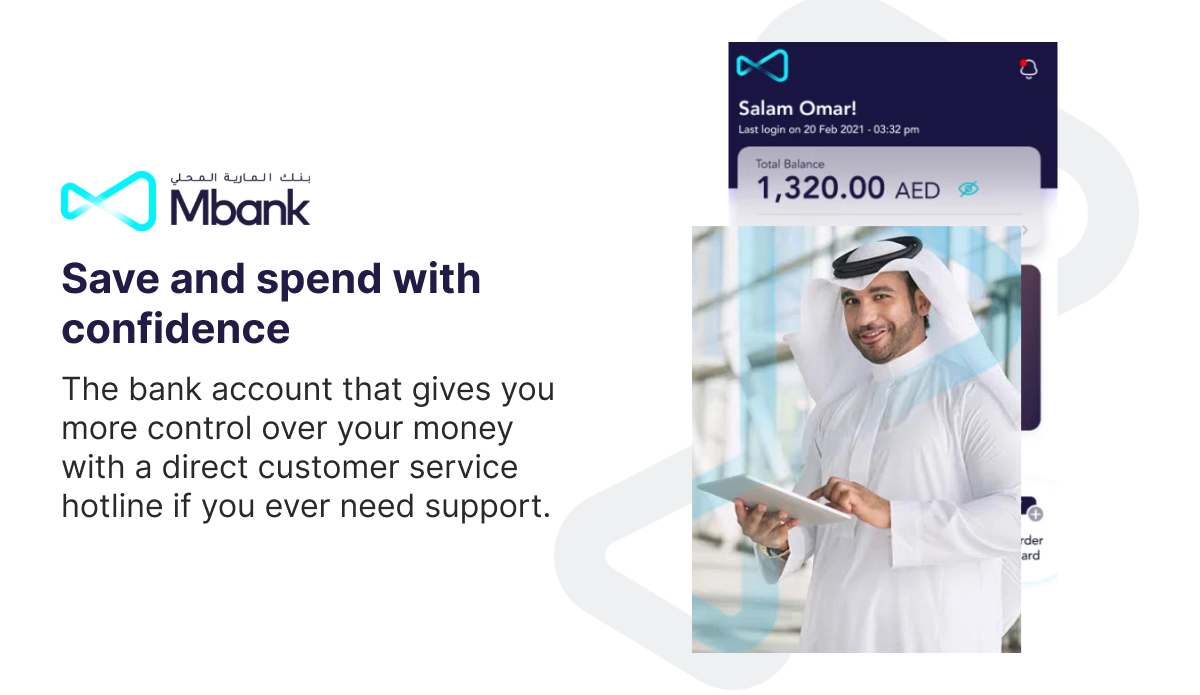 بنك المارية المحلي
Mbank
Save and spend with
confidence
The bank account that gives you
more control over your money
with a direct customer service
hotline if you ever need support.
Salam Omar!
Last login on 20 Feb 2021 - 03:32 pm
Total Balance
1,320.00 AED